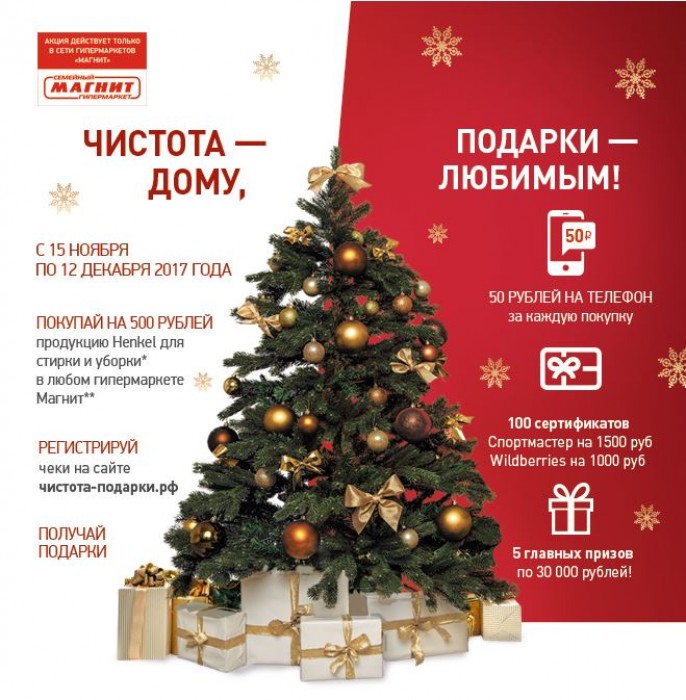 АКЦИЯ ДЕЙСТВУЕТ ТОЛЬКО
В СЕТИ ГИПЕРМАРКЕТОВ
«МАГНИТ»
СЕМЕЙНЫЙ
МАГНИТ
ГИПЕРМАРКЕТ
ЧИСТОТА —
ДОМУ,
С 15 НОЯБРЯ
ПО 12 ДЕКАБРЯ 2017 ГОДА
ПОКУПАЙ НА 500 РУБЛЕЙ
продукцию Henkel для
стирки и уборки*
в любом гипермаркете
Магнит**
РЕГИСТРИРУЙ
чеки на сайте
чистота-подарки.рф
ПОЛУЧАЙ
ПОДАРКИ
ПОДАРКИ —
ЛЮБИМЫМ!
50₽
50 РУБЛЕЙ НА ТЕЛЕФОН
за каждую покупку
100 сертификатов
Спортмастер на 1500 руб
Wildberries на 1000 руб
5 главных призов
по 30 000 рублей!